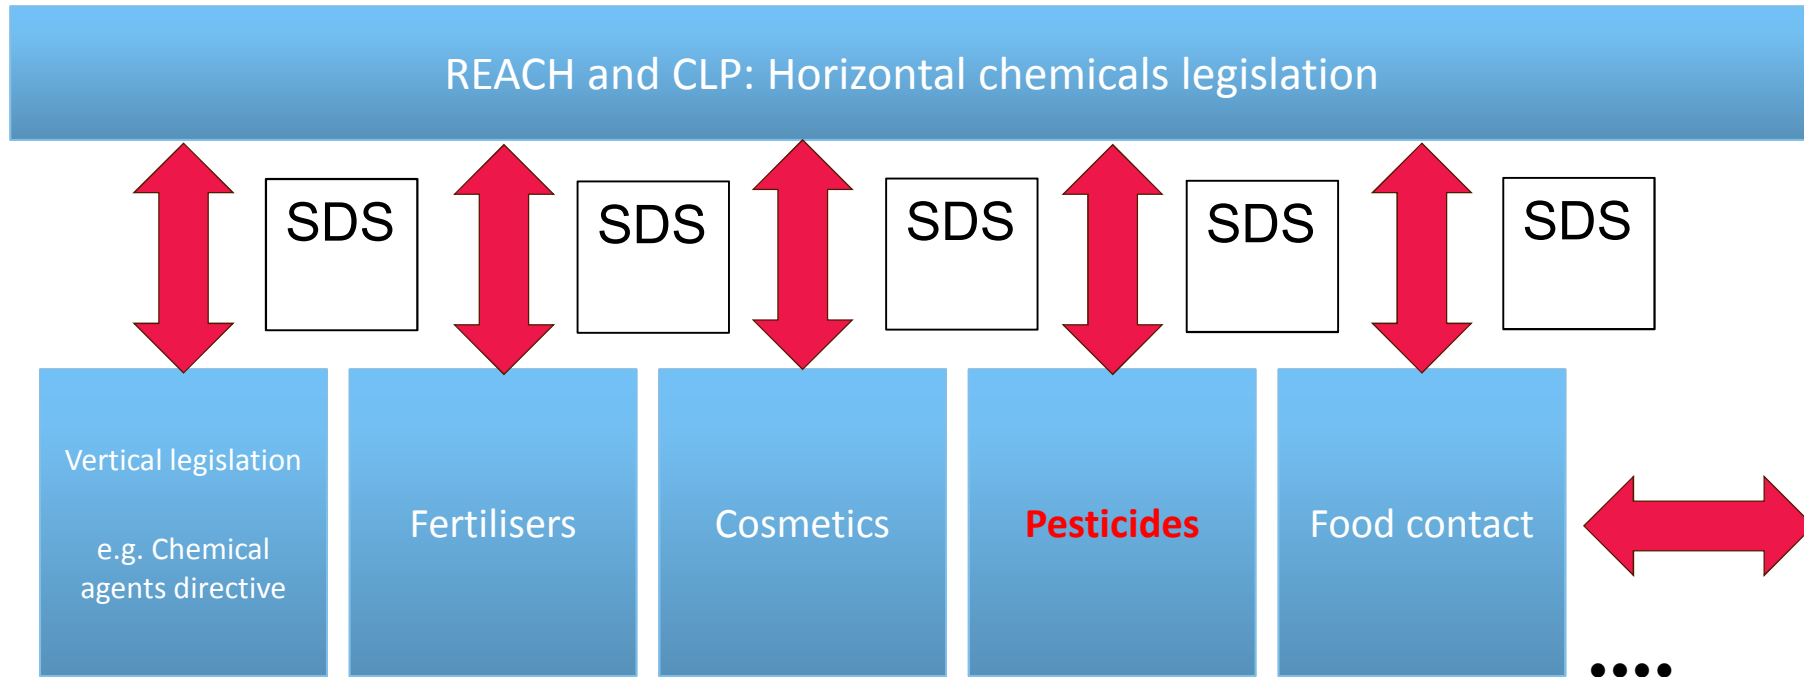 REACH and CLP: Horizontal chemicals legislation
SDS
SDS
SDS
SDS
SDS
Vertical legislation
e.g. Chemical
agents directive
Fertilisers
Cosmetics
Pesticides
Food contact
....